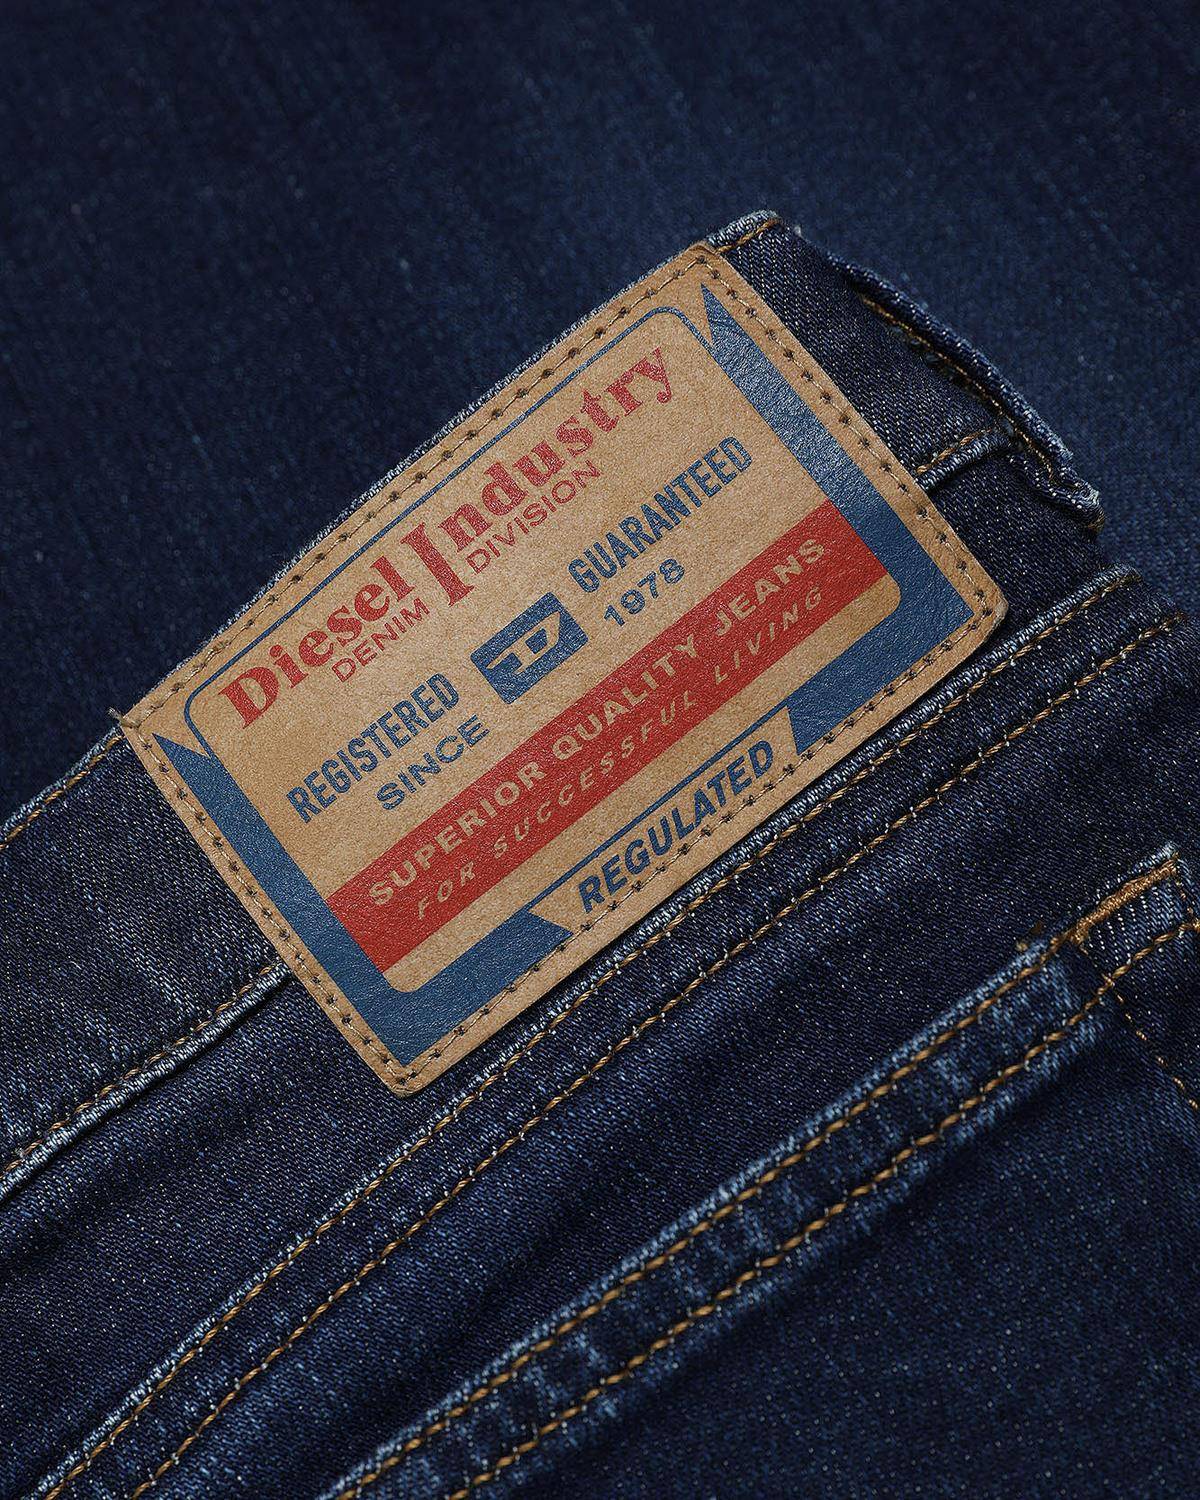 Diesel Industry
DENIM DIVISION
REGISTERED D GUARANTEED
SINCE 1978
SUPERIOR QUALITY JEANS
FOR SUCCESSFUL LIVING
REGULATED